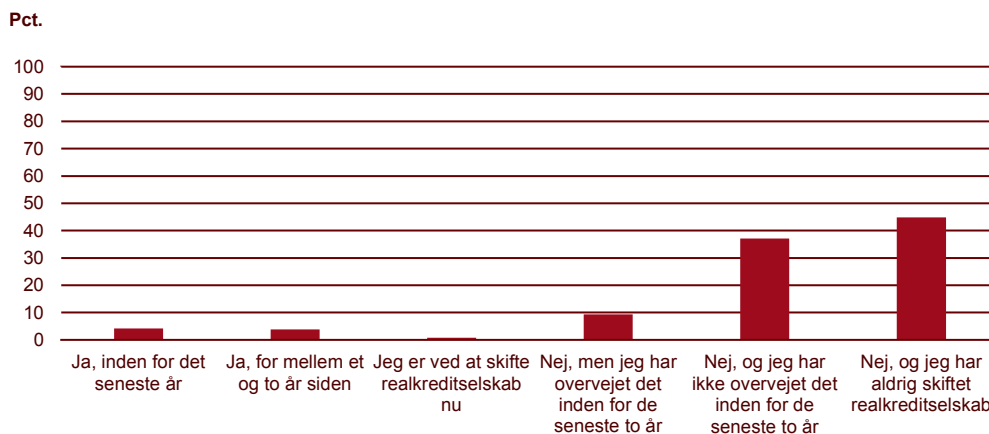 Pct.
100
90
80
70
60
50
40
30
20
10
0
Ja, inden for det
seneste år
Ja, for mellem et
og to år siden
Jeg er ved at skifte
realkreditselskab
nu
Nej, men jeg har
overvejet det
inden for de
seneste to år
Nej, og jeg har
ikke overvejet det
inden for de
seneste to år
Nej, og jeg har
aldrig skiftet
realkreditselskab